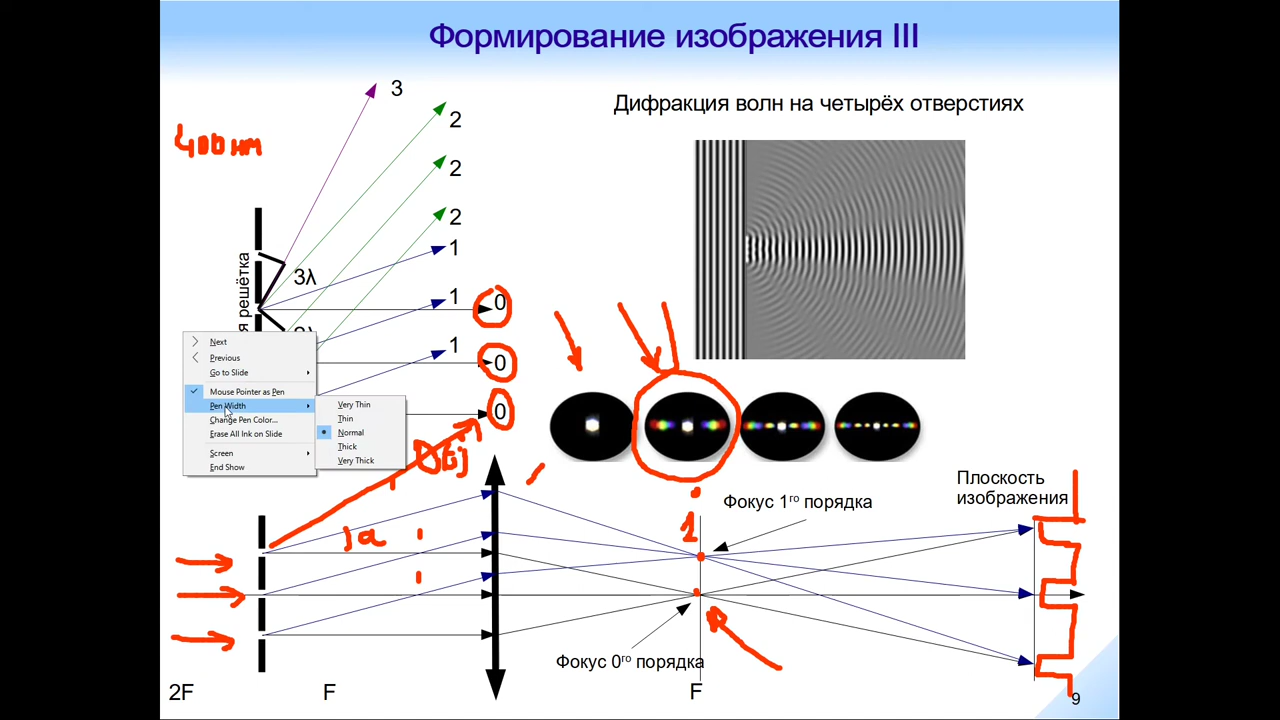 Формирование изображения III
Дифракция волн на четырёх отверстиях
400 нм
3
2
2
2
1
1
1
0
0
0
3λ
я решётка
Next
Previous
Go to Slide
Mouse Pointer as Pen
Pen Width
Change Pen Color...
Erase All Ink on Slide
Screen
End Show
Very Thin
Thin
Normal
Thick
Very Thick
Плоскость
изображения
Фокус 1го порядка
1
Фокус 0го порядка
2F
F
F
9